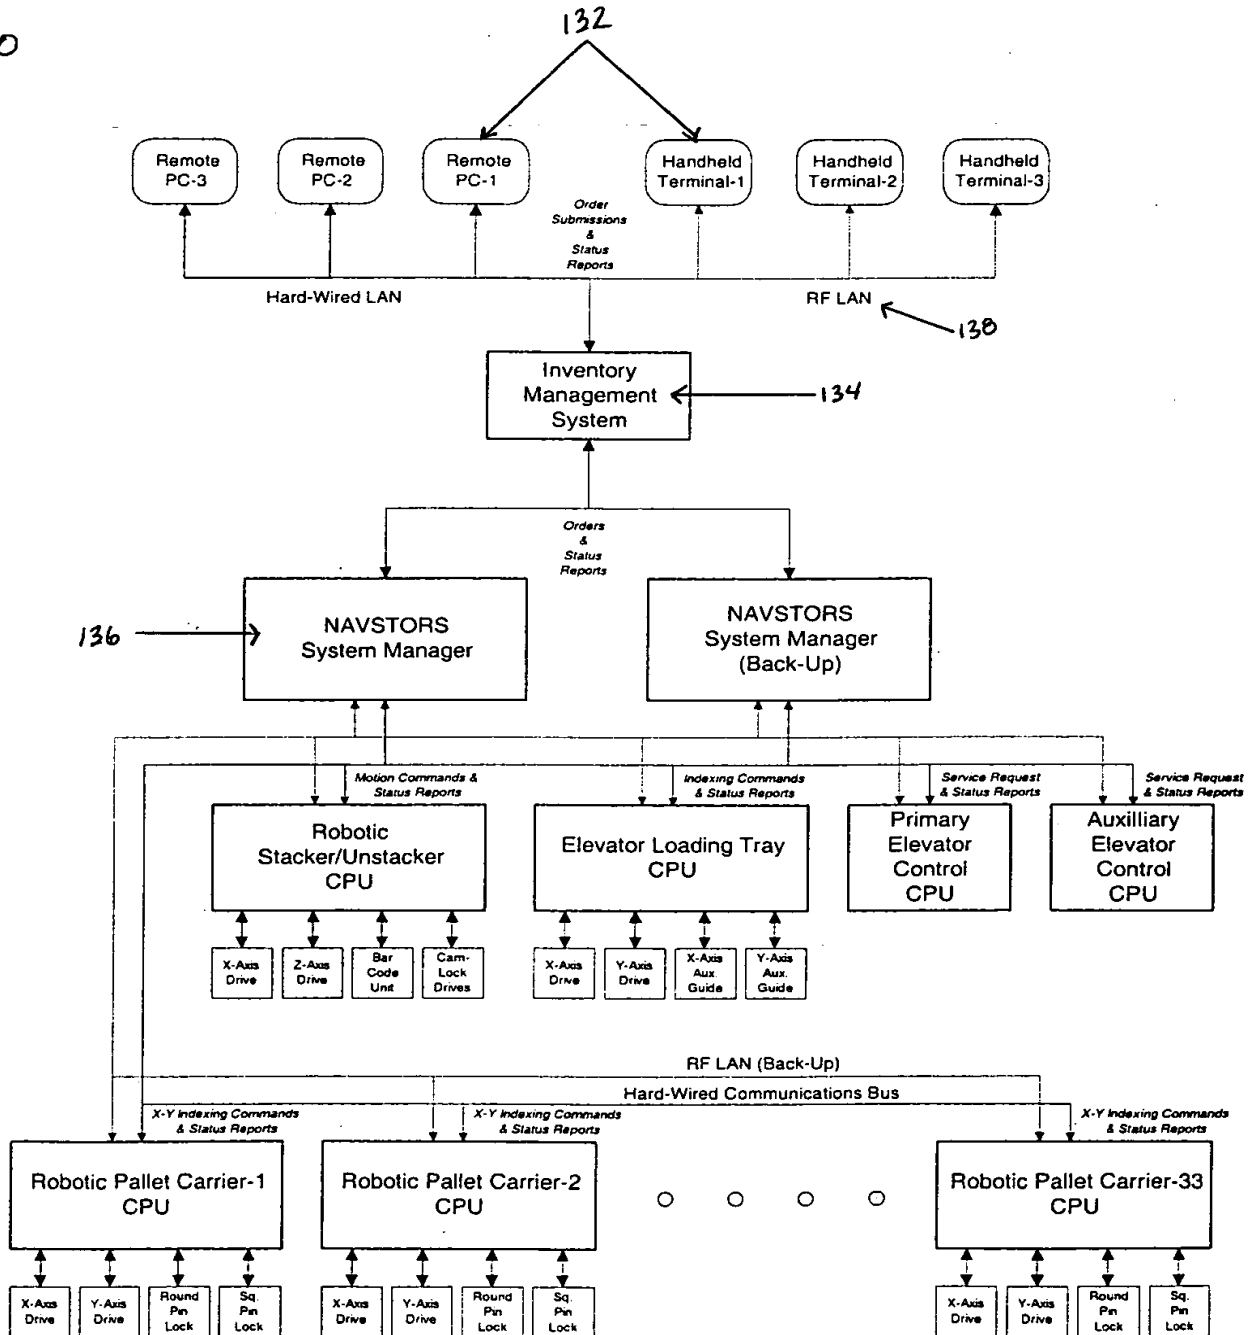 132
Remote
PC-3
Remote
PC-2
Remote
PC-1
Handheld
Terminal-1
Handheld
Terminal-2
Handheld
Terminal-3
Order
Submissions
&
Status
Reports
Hard-Wired LAN
RF LAN
138
Inventory
Management
System
134
Orders
&
Status
Reports
136
NAVSTORS
System Manager
NAVSTORS
System Manager
(Back-Up)
Motion Commands &
Status Reports
Indexing Commands
& Status Reports
Service Request
& Status Reports
Service Request
& Status Reports
Robotic
Stacker/Unstacker
CPU
Elevator Loading Tray
CPU
Primary
Elevator
Control
CPU
Auxilliary
Elevator
Control
CPU
X-Axis
Drive
Z-Axis
Drive
Bar
Code
Unit
Cam-
Lock
Drives
X-Axis
Drive
Y-Axis
Drive
X-Axis
Aux.
Guide
Y-Axis
Aux.
Guide
RF LAN (Back-Up)
Hard-Wired Communications Bus
X-Y Indexing Commands
& Status Reports
X-Y Indexing Commands
& Status Reports
X-Y Indexing Commands
& Status Reports
Robotic Pallet Carrier-1
CPU
Robotic Pallet Carrier-2
CPU
Robotic Pallet Carrier-33
CPU
X-Axis
Drive
Y-Axis
Drive
Round
Pin
Lock
Sq.
Pin
Lock
X-Axis
Drive
Y-Axis
Drive
Round
Pin
Lock
Sq.
Pin
Lock
X-Axis
Drive
Y-Axis
Drive
Round
Pin
Lock
Sq.
Pin
Lock